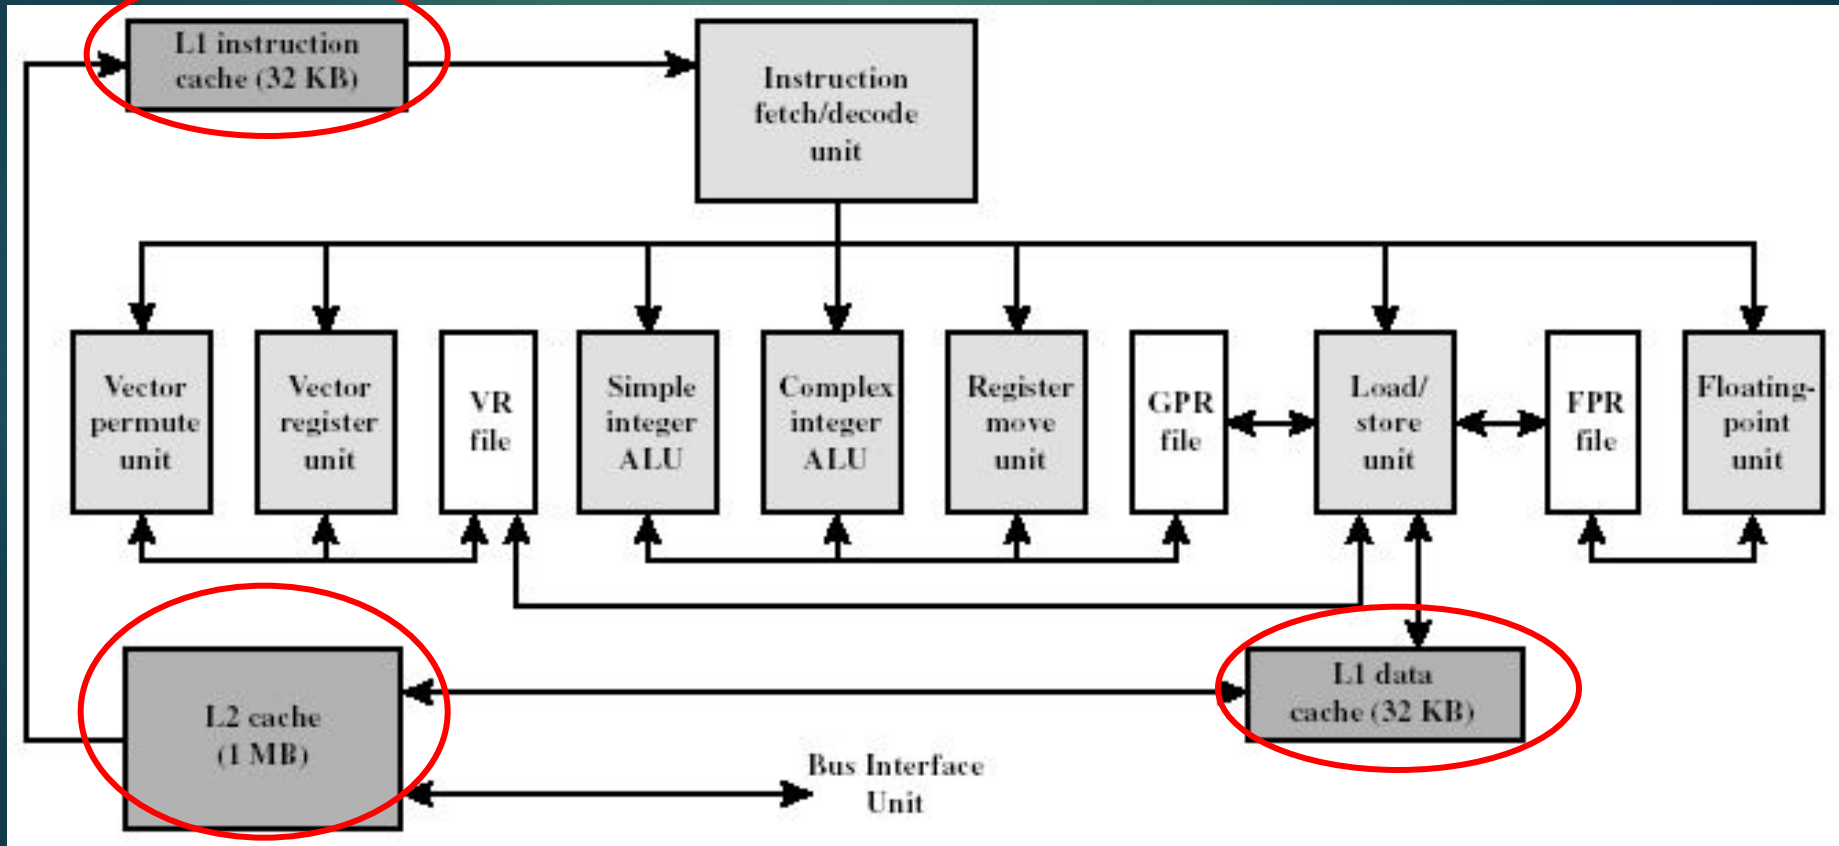 L1 instruction
cache (32 KB)
Instruction
fetch/decode
unit
Vector
permute
unit
Vector
register
unit
VR
file
Simple
integer
ALU
Complex
integer
ALU
Register
move
unit
GPR
file
Load/
store
unit
FPR
file
Floating-
point
unit
L2 cache
(1 MB)
L1 data
cache (32 KB)
Bus Interface
Unit